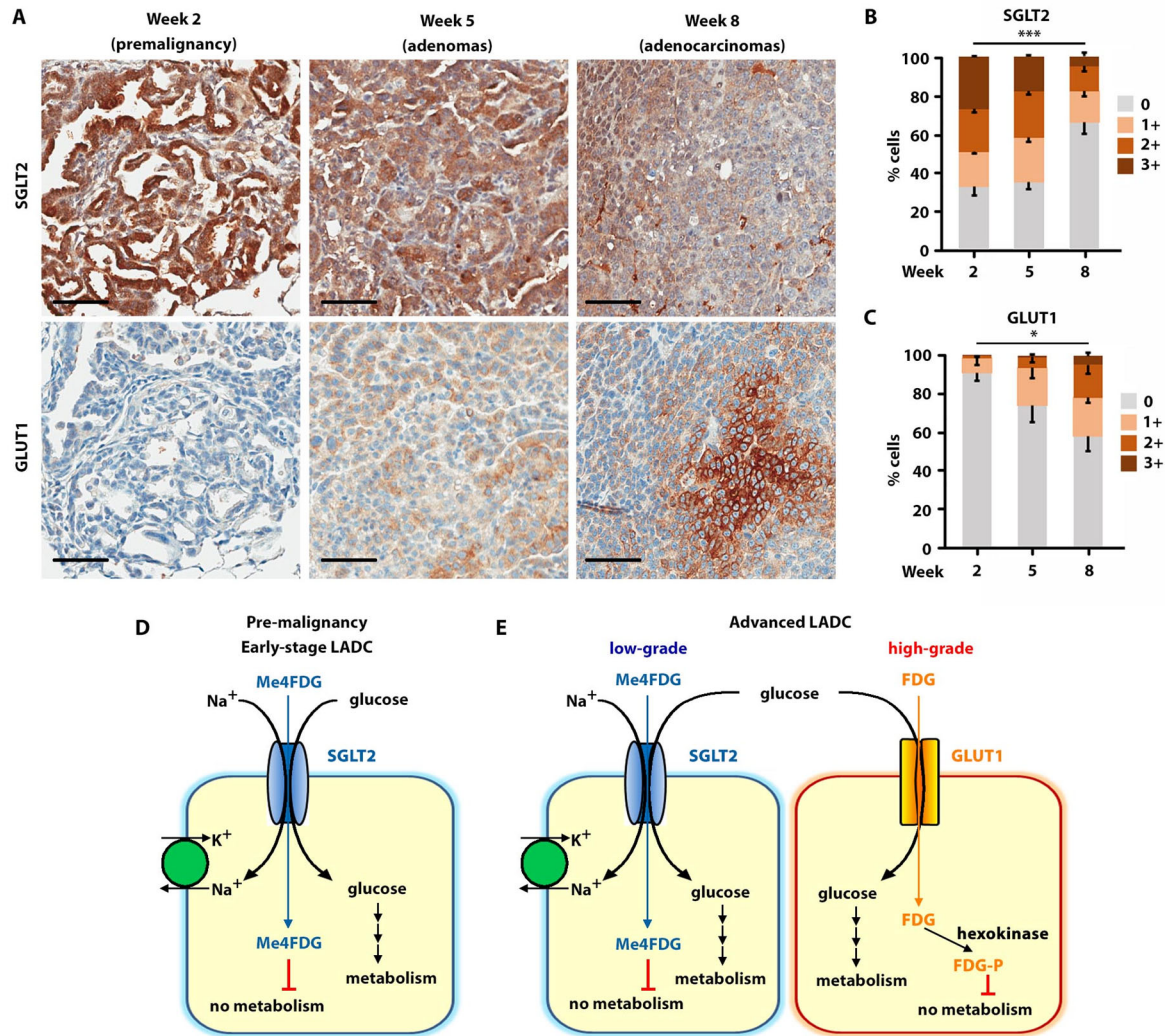 A
Week 2
(premalignancy)
Week 5
(adenomas)
Week 8
(adenocarcinomas)
SGLT2
GLUT1
B
SGLT2
***
100
80
60
40
20
0
% cells
Week 2 5 8
0
1+
2+
3+
C
GLUT1
*
100
80
60
40
20
0
% cells
Week 2 5 8
0
1+
2+
3+
D
Pre-malignancy
Early-stage LADC
Me4FDG
Na+ glucose
SGLT2
K+
Na+
glucose
Me4FDG
metabolism
no metabolism
E
Advanced LADC
low-grade high-grade
Me4FDG FDG
Na+ glucose
SGLT2 GLUT1
K+
Na+
glucose
Me4FDG
metabolism
no metabolism
glucose
metabolism
FDG
hexokinase
FDG-P
no metabolism